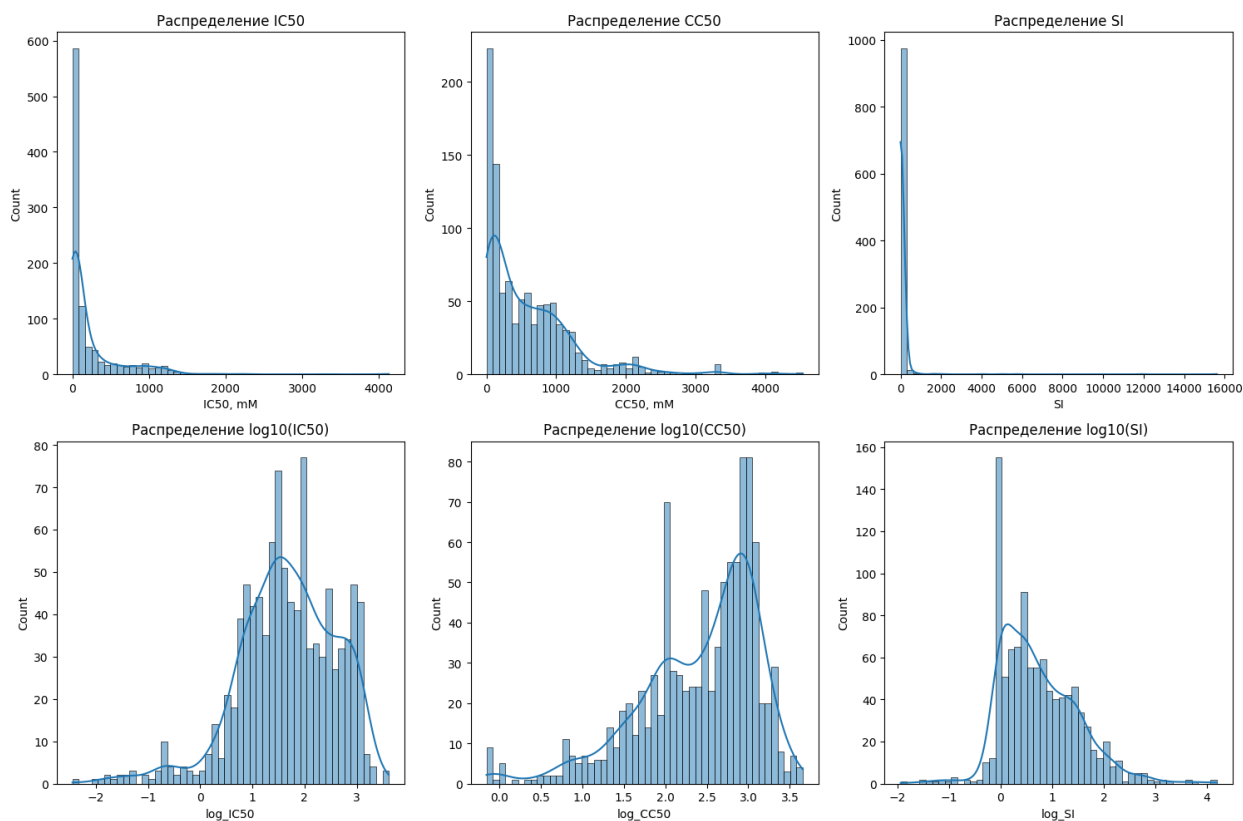 Распределение IC50
600
500
400
300
200
100
0
Count
0 1000 2000 3000 4000
IC50, mM
Распределение CC50
200
150
100
50
0
Count
0 1000 2000 3000 4000
CC50, mM
Распределение SI
1000
800
600
400
200
0
Count
0 2000 4000 6000 8000 10000 12000 14000 16000
SI
Распределение log10(IC50)
80
70
60
50
40
30
20
10
0
Count
−2 −1 0 1 2 3
log_IC50
Распределение log10(CC50)
80
70
60
50
40
30
20
10
0
Count
0.0 0.5 1.0 1.5 2.0 2.5 3.0 3.5
log_CC50
Распределение log10(SI)
160
140
120
100
80
60
40
20
0
Count
−2 −1 0 1 2 3 4
log_SI